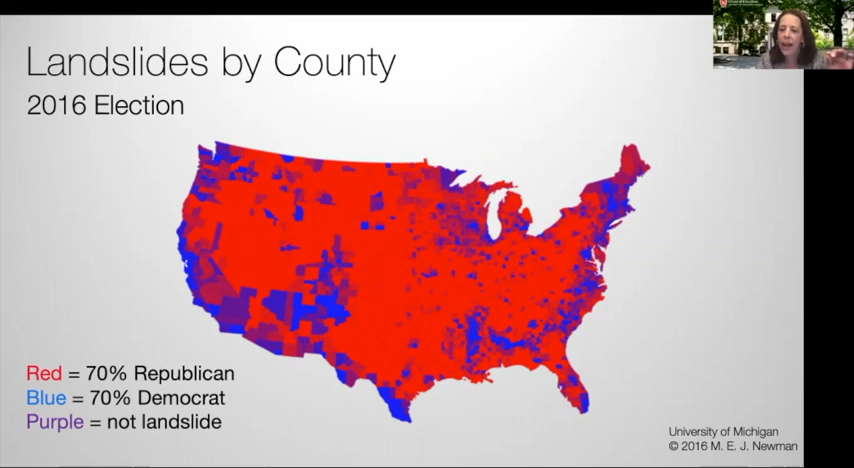 Landslides by County
2016 Election
Red = 70% Republican
Blue = 70% Democrat
Purple = not landslide
University of Michigan
© 2016 M. E. J. Newman